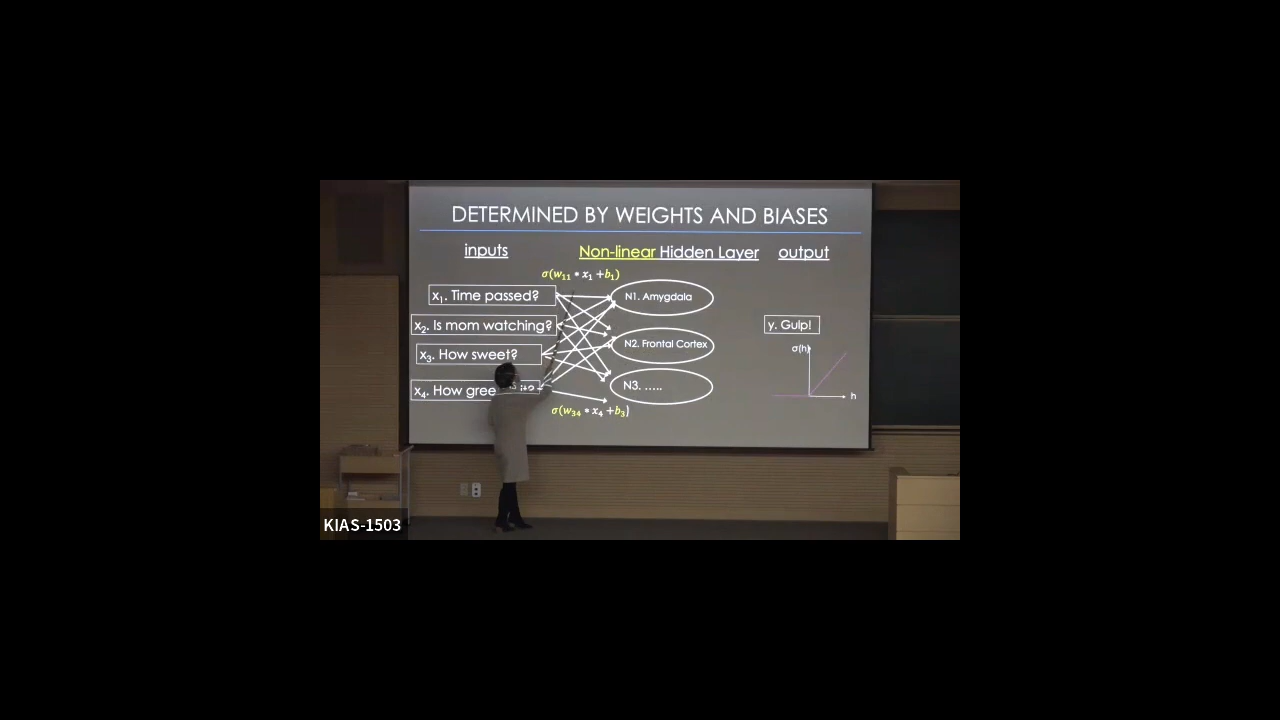 DETERMINED BY WEIGHTS AND BIASES
inputs
Non-linear Hidden Layer
output
σ(w₁₁ * x₁ +b₁)
x₁. Time passed?
N1. Amygdala
x₂. Is mom watching?
y. Gulp!
N2. Frontal Cortex
σ(h)
x₃. How sweet?
x₄. How gree
N3. .....
h
σ(w₃₄ * x₄ +b₃)
KIAS-1503